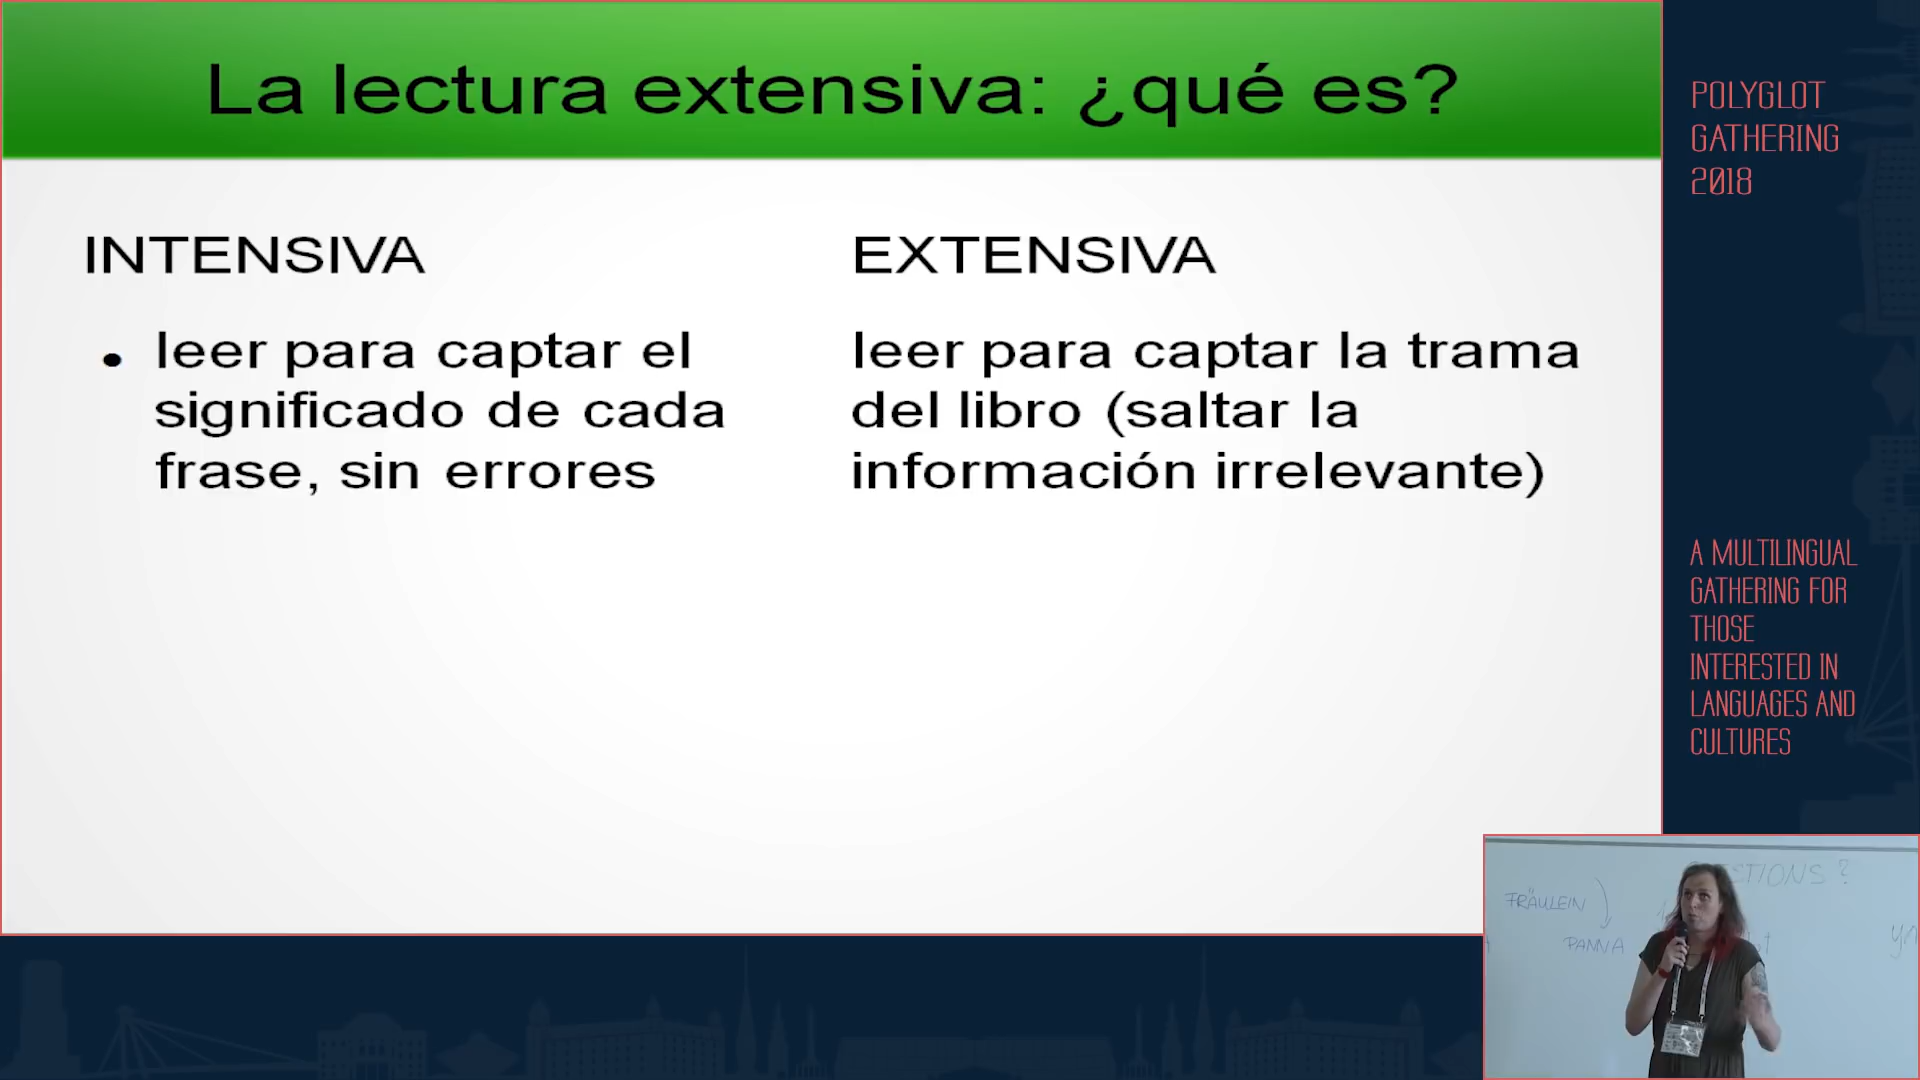 La lectura extensiva: ¿qué es?
INTENSIVA
• leer para captar el
significado de cada
frase, sin errores
EXTENSIVA
leer para captar la trama
del libro (saltar la
información irrelevante)
POLYGLOT
GATHERING
2018
A MULTILINGUAL
GATHERING FOR
THOSE
INTERESTED IN
LANGUAGES AND
CULTURES
FRÄULEIN
PANNA